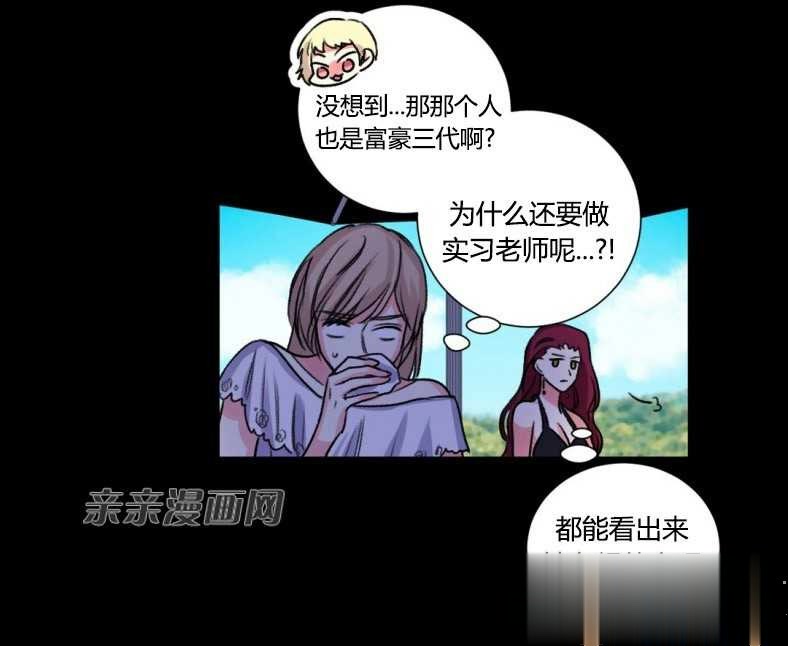 没想到...那那个人
也是富豪三代啊?
为什么还要做
实习老师呢...?!
亲亲漫画网
都能看出来